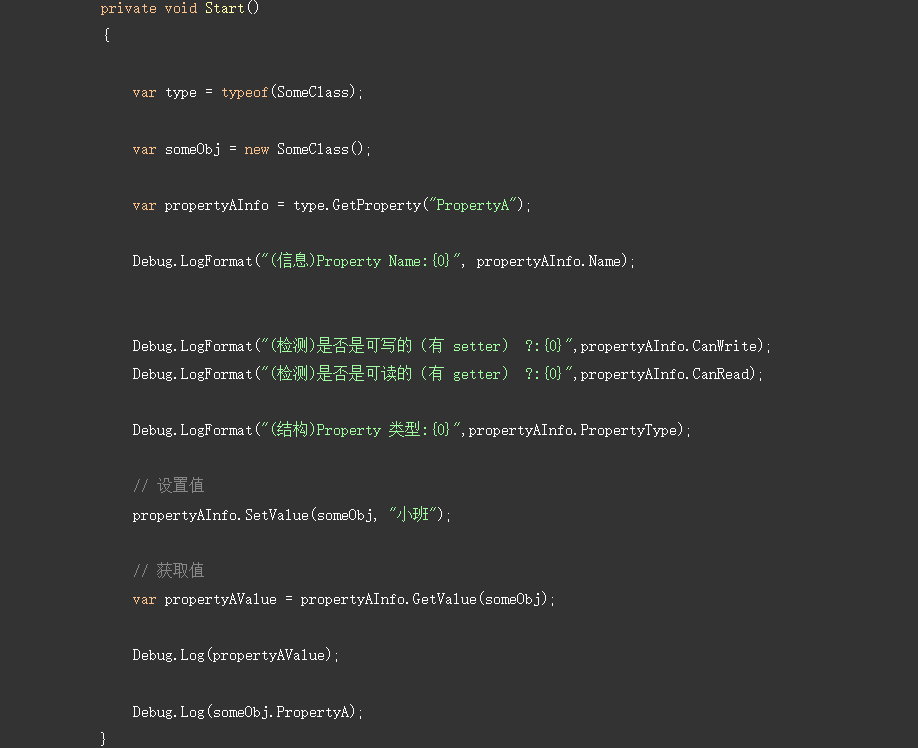 private void Start()
{
var type = typeof(SomeClass);
var someObj = new SomeClass();
var propertyAInfo = type.GetProperty("PropertyA");
Debug.LogFormat("(信息)Property Name:{0}", propertyAInfo.Name);
Debug.LogFormat("(检测)是否是可写的（有 setter） ?:{0}",propertyAInfo.CanWrite);
Debug.LogFormat("(检测)是否是可读的（有 getter） ?:{0}",propertyAInfo.CanRead);
Debug.LogFormat("(结构)Property 类型:{0}",propertyAInfo.PropertyType);
// 设置值
propertyAInfo.SetValue(someObj, "小班");
// 获取值
var propertyAValue = propertyAInfo.GetValue(someObj);
Debug.Log(propertyAValue);
Debug.Log(someObj.PropertyA);
}